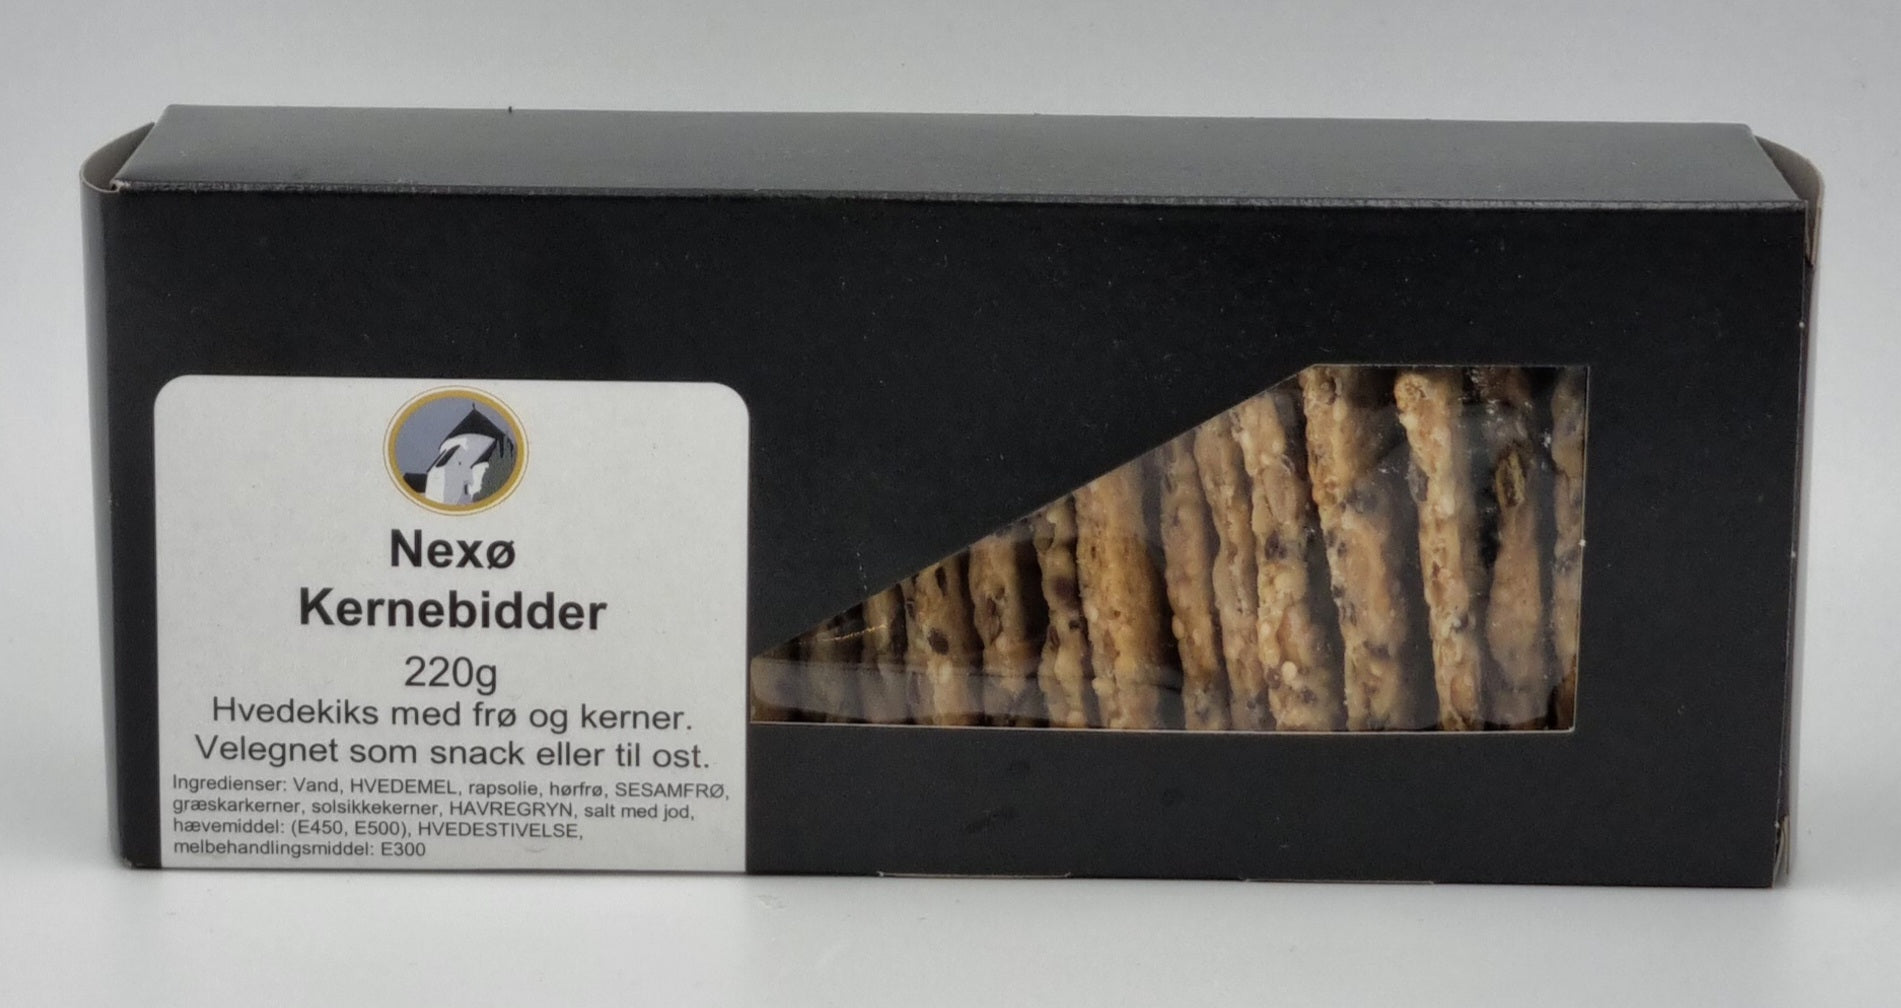 Nexø
Kernebidder
220g
Hvedekiks med frø og kerner.
Velegnet som snack eller til ost.
Ingredienser: Vand, HVEDEMEL, rapsolie, hørfrø, SESAMFRØ,
græskarkerner, solsikkekerner, HAVREGRYN, salt med jod,
hævemiddel: (E450, E500), HVEDESTIVELSE,
melbehandlingsmiddel: E300